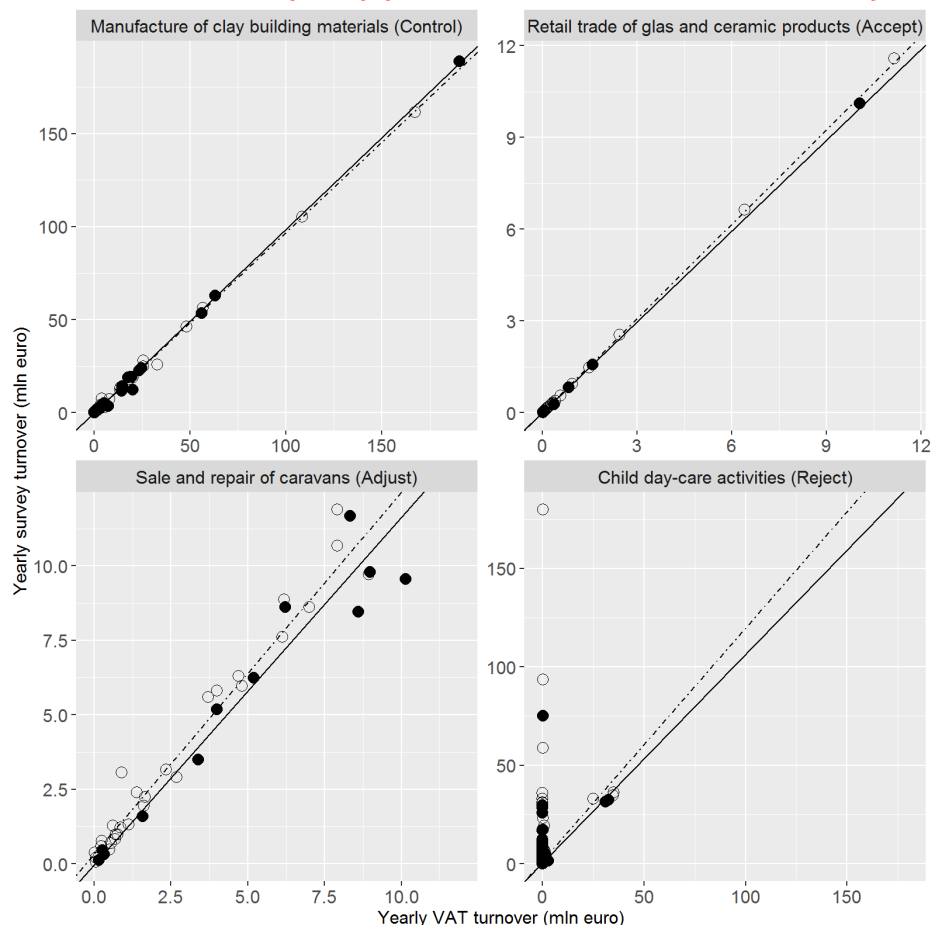 Manufacture of clay building materials (Control)
Retail trade of glas and ceramic products (Accept)
150
100
50
0
0 50 100 150
12
9
6
3
0
0 3 6 9 12
Yearly survey turnover (mln euro)
Sale and repair of caravans (Adjust)
Child day-care activities (Reject)
10.0
7.5
5.0
2.5
0.0
0.0 2.5 5.0 7.5 10.0
150
100
50
0
0 50 100 150
Yearly VAT turnover (mln euro)